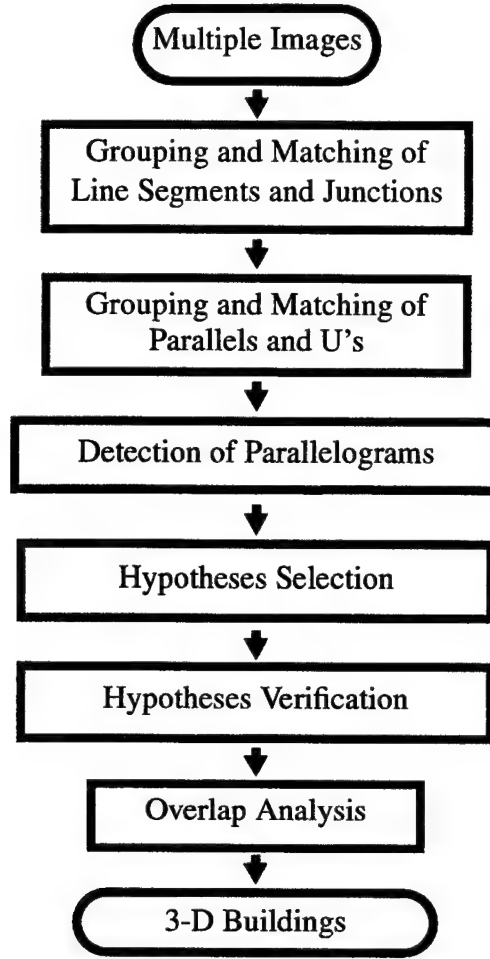 Multiple Images
Grouping and Matching of
Line Segments and Junctions
Grouping and Matching of
Parallels and U's
Detection of Parallelograms
Hypotheses Selection
Hypotheses Verification
Overlap Analysis
3-D Buildings